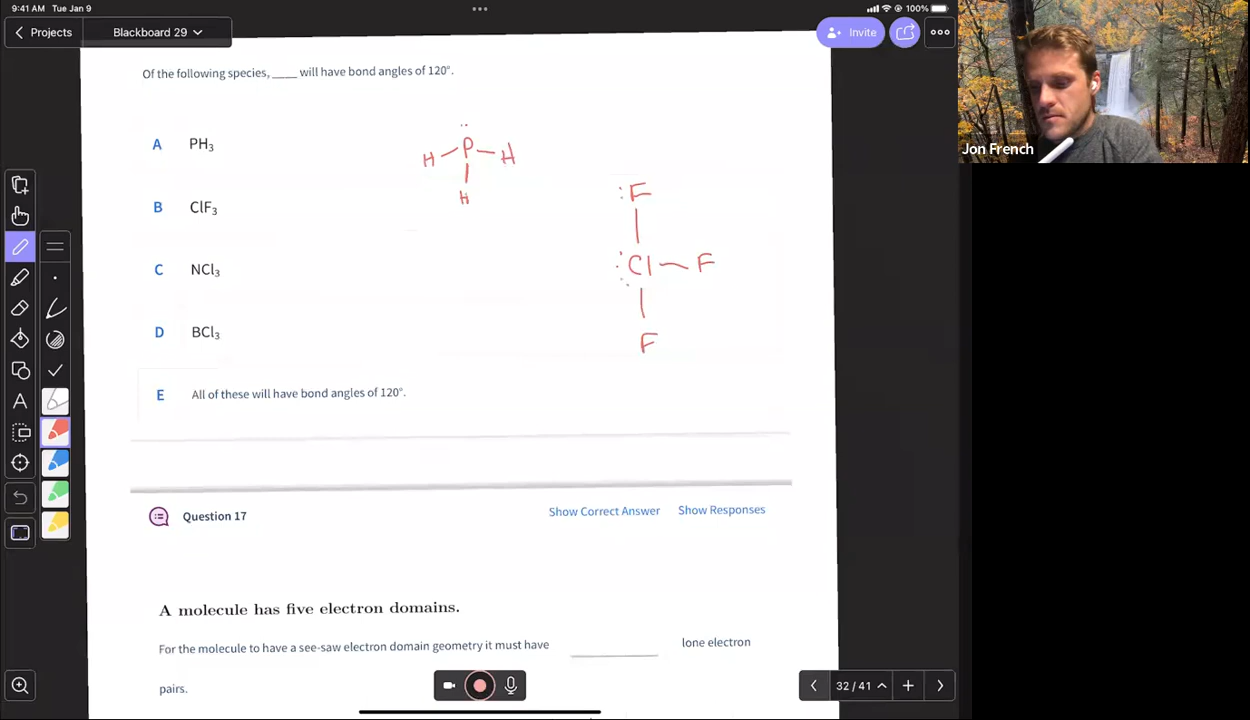 9:41 AM Tue Jan 9
100%
Projects
Blackboard 29
Invite
Jon French
Of the following species, ____ will have bond angles of 120°.
A PH₃
B ClF₃
C NCl₃
D BCl₃
E All of these will have bond angles of 120°.
P
H H
H
:F
Cl F
F
Question 17
Show Correct Answer Show Responses
A molecule has five electron domains.
For the molecule to have a see-saw electron domain geometry it must have ____ lone electron
pairs.
A
32 / 41